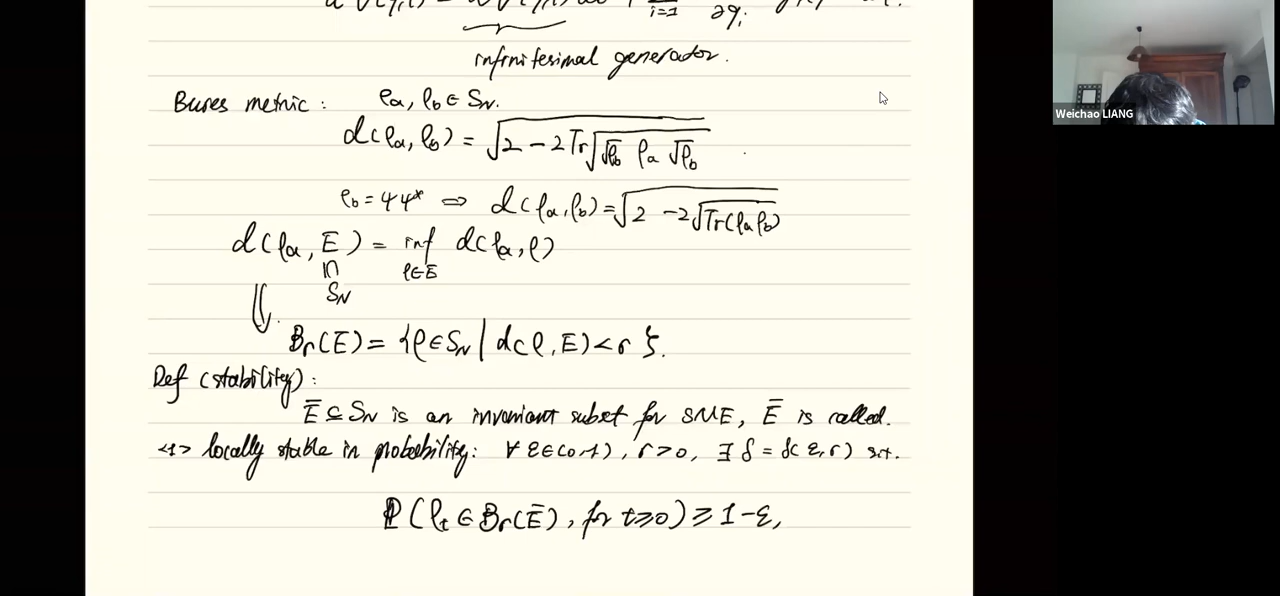 infinitesimal generator.
Bures metric: ρa, ρb ∈ SN.
d(ρa, ρb) = √(2 − 2Tr√(√ρb ρa √ρb))
ρb = ψψ* ⇒ d(ρa, ρb) = √(2 − 2√Tr(ρa ρb))
d(ρa, E) = inf d(ρa, ρ)
∩ ρ∈E
SN
⇓
Br(E) = {ρ ∈ SN | d(ρ, E) < r}.
Def (stability):
Ē ⊆ SN is an invariant subset for SME, Ē is called.
<1> locally stable in probability: ∀ ε∈(0,1), r>0, ∃ δ = δ(ε,r) s.t.
ℙ(ρt ∈ Br(Ē), for t≥0) ≥ 1−ε,
Weichao LIANG